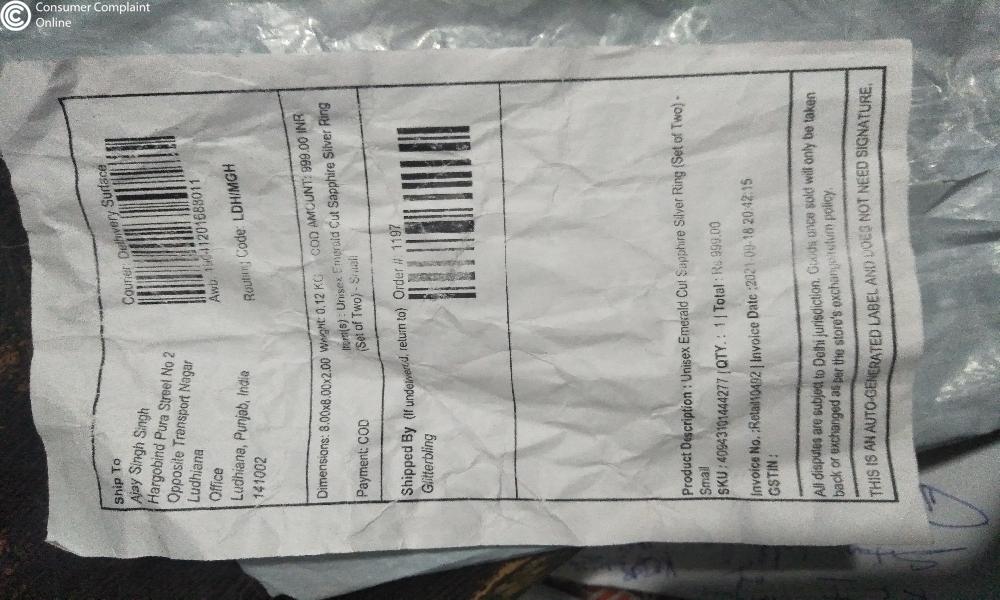 Consumer Complaint
Online
Ship To
Ajay Singh Singh
Hargobind Pura Street No 2
Opposite Transport Nagar
Ludhiana
Office
Ludhiana, Punjab, India
141002
Courier: Delhivery Surface
Awb:
Routing Code: LDH/MGH
Dimensions: 8.00x8.00x2.00 Weight: 0.12 KG COD AMOUNT: 999.00 INR
Payment: COD
Item(s) : Unisex Emerald Cut Sapphire Silver Ring
(Set of Two) - Small
Shipped By (If undelivered, return to)
Glitterbling
Order #: 1197
Product Description : Unisex Emerald Cut Sapphire Silver Ring (Set of Two) -
Small
SKU : 40943101444277 | QTY. : 1 | Total : Rs.999.00
Invoice No. :Retail10492 | Invoice Date :2021-09-18 20:42:15
GSTIN :
All disputes are subject to Delhi jurisdiction. Goods once sold will only be taken
back or exchanged as per the store's exchange/return policy.
THIS IS AN AUTO-GENERATED LABEL AND DOES NOT NEED SIGNATURE.